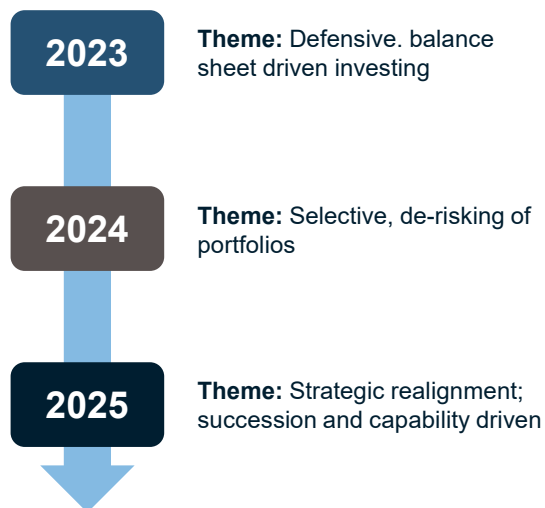 2023
Theme: Defensive. balance
sheet driven investing
2024
Theme: Selective, de-risking of
portfolios
2025
Theme: Strategic realignment;
succession and capability driven